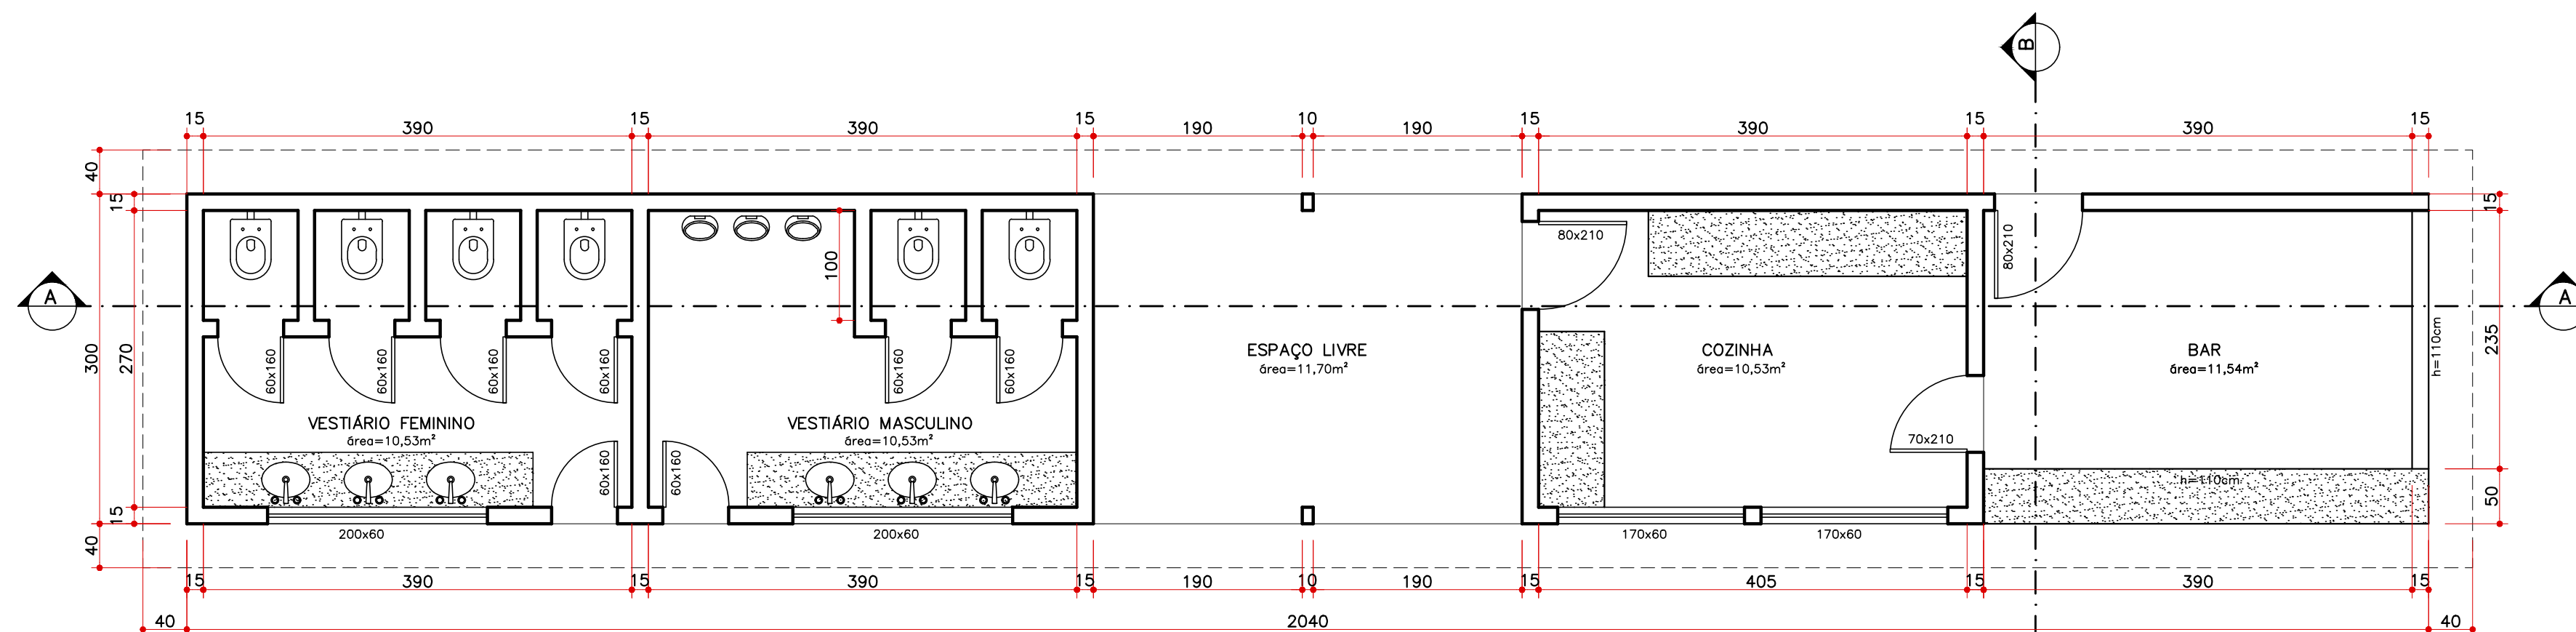 B
15 390 15 390 15 190 10 190 15 390 15 390 15
40
15
15
100
80x210
80x210
A
A
300
270
235
60x160 60x160 60x160 60x160 60x160 60x160
ESPAÇO LIVRE
área=11,70m²
COZINHA
área=10,53m²
BAR
área=11,54m²
h=110cm
VESTIÁRIO FEMININO
área=10,53m²
VESTIÁRIO MASCULINO
área=10,53m²
70x210
60x160 60x160
h=110cm
15
50
200x60 200x60 170x60 170x60
40
15 390 15 390 15 190 10 190 15 405 15 390 15
40 2040 40